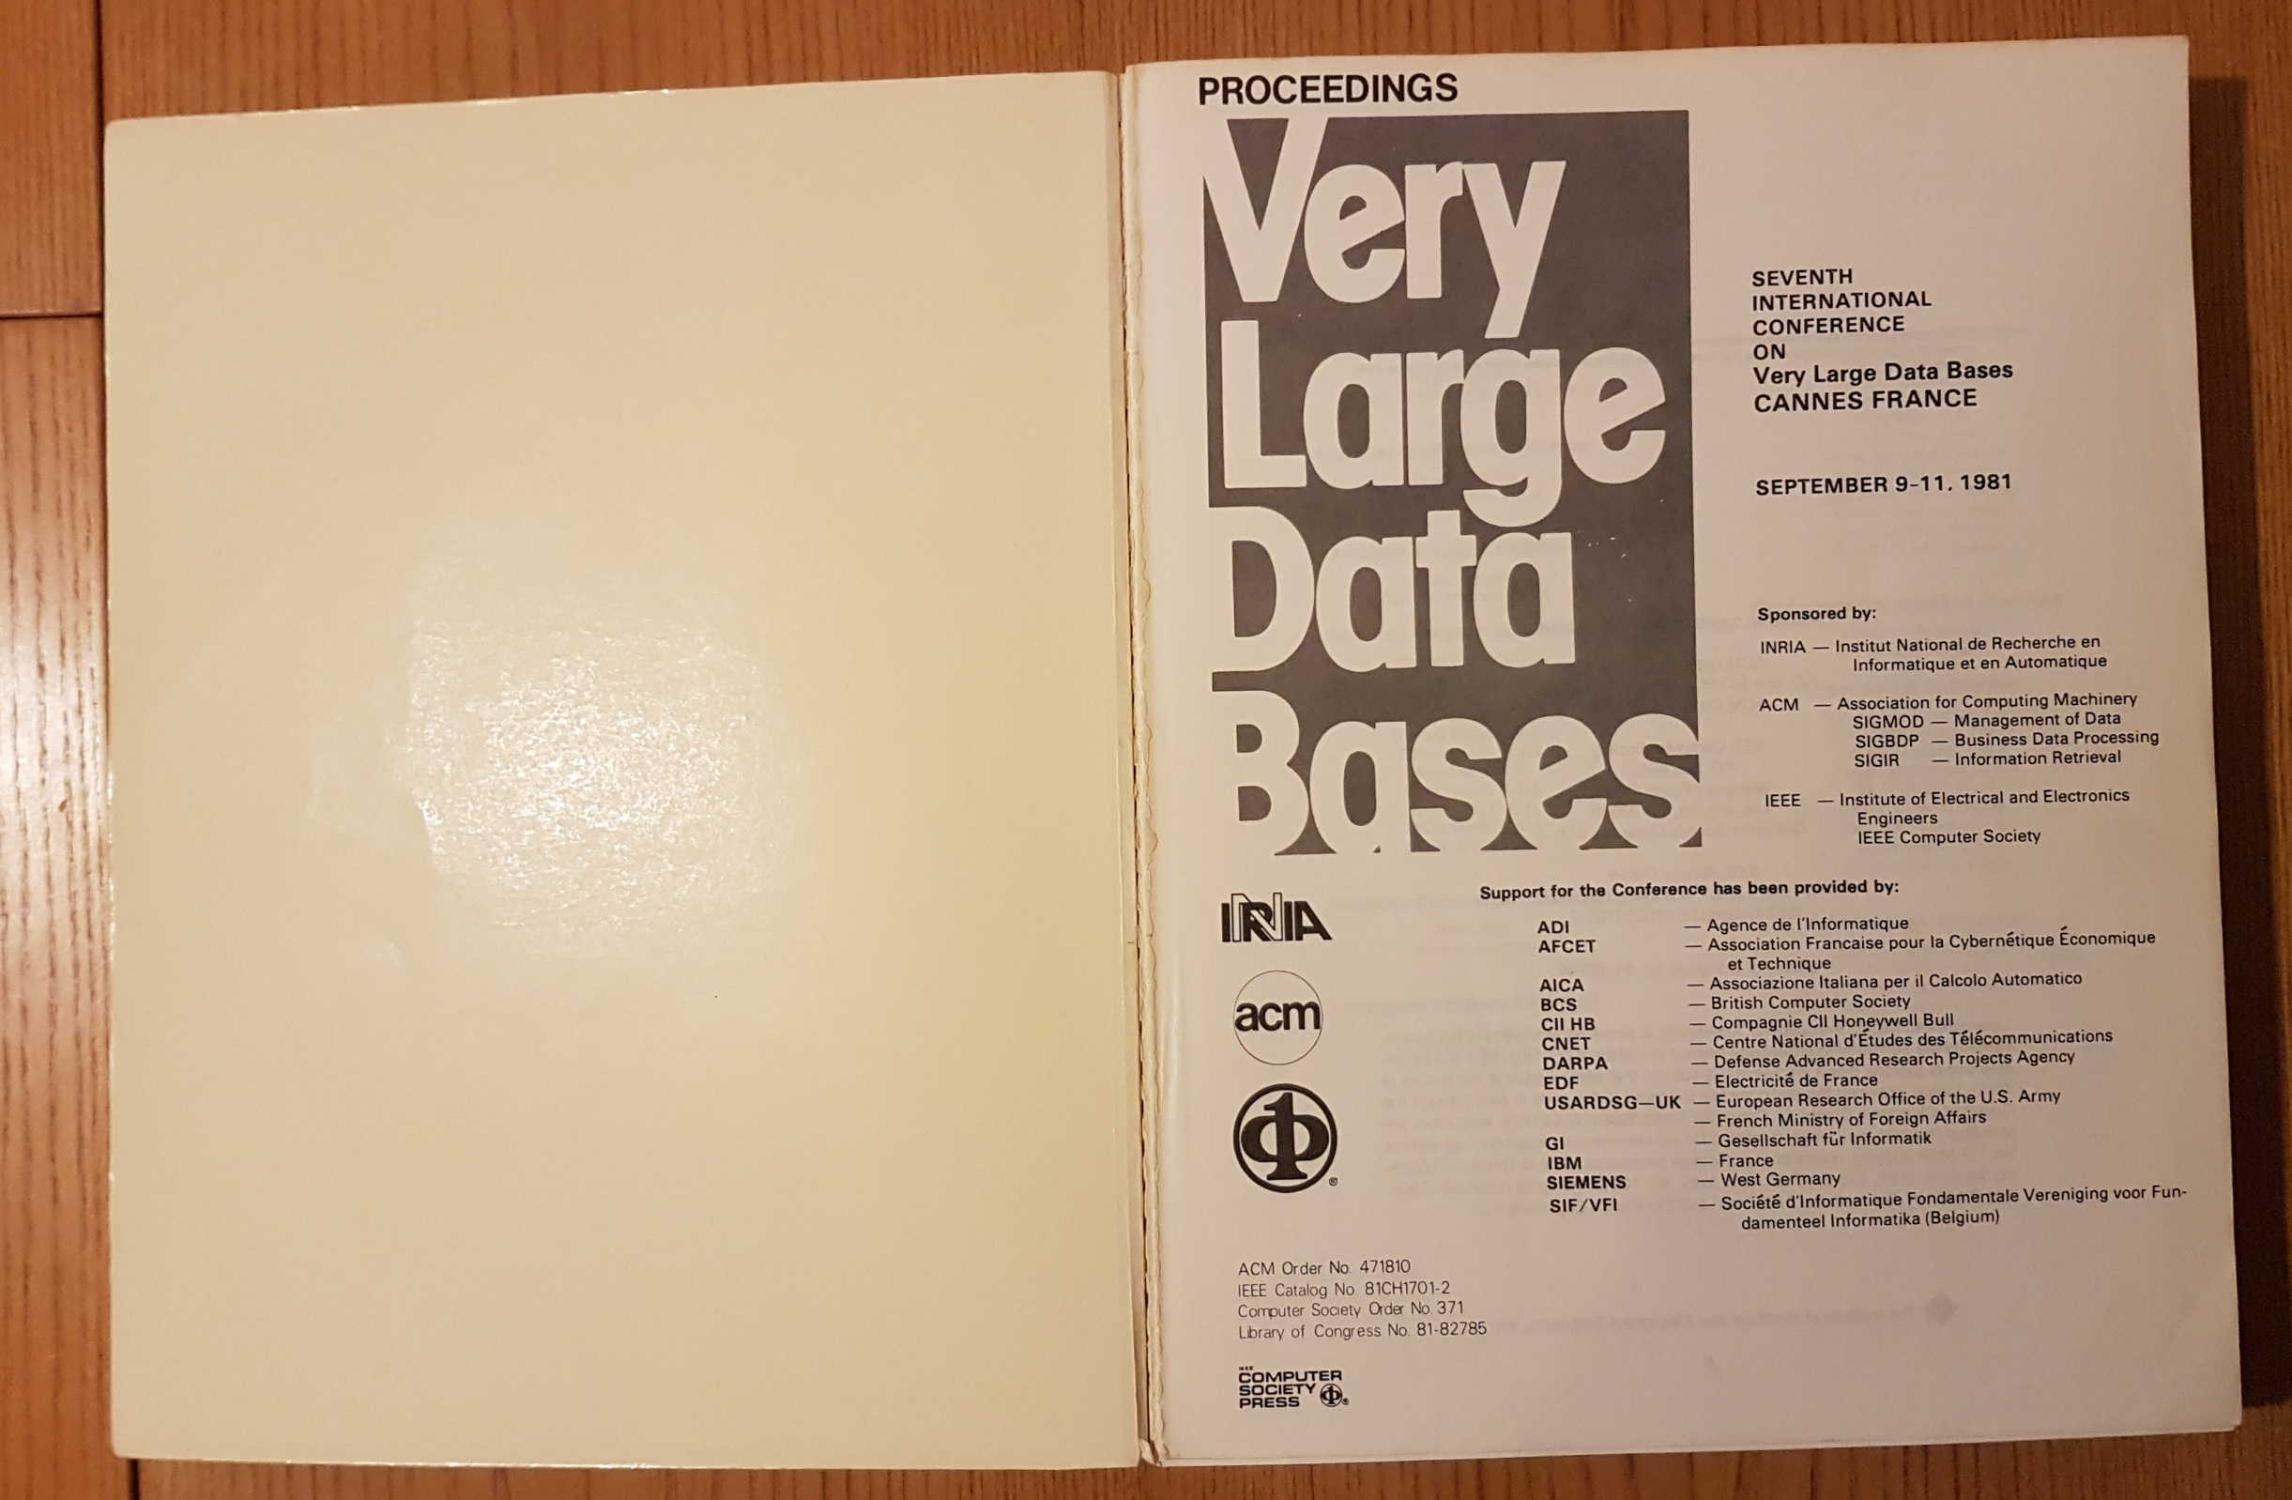 PROCEEDINGS
Very
Large
Data
Bases
SEVENTH
INTERNATIONAL
CONFERENCE
ON
Very Large Data Bases
CANNES FRANCE
SEPTEMBER 9-11. 1981
Sponsored by:
INRIA — Institut National de Recherche en
Informatique et en Automatique
ACM — Association for Computing Machinery
SIGMOD — Management of Data
SIGBDP — Business Data Processing
SIGIR — Information Retrieval
IEEE — Institute of Electrical and Electronics
Engineers
IEEE Computer Society
INRIA
acm
®
Support for the Conference has been provided by:
ADI — Agence de l'Informatique
AFCET — Association Francaise pour la Cybernétique Économique
et Technique
AICA — Associazione Italiana per il Calcolo Automatico
BCS — British Computer Society
CII HB — Compagnie CII Honeywell Bull
CNET — Centre National d'Études des Télécommunications
DARPA — Defense Advanced Research Projects Agency
EDF — Electricité de France
USARDSG—UK — European Research Office of the U.S. Army
— French Ministry of Foreign Affairs
GI — Gesellschaft für Informatik
IBM — France
SIEMENS — West Germany
SIF/VFI — Société d'Informatique Fondamentale Vereniging voor Fun-
damenteel Informatika (Belgium)
ACM Order No. 471810
IEEE Catalog No. 81CH1701-2
Computer Society Order No. 371
Library of Congress No. 81-82785
IEEE
COMPUTER
SOCIETY
PRESS ®